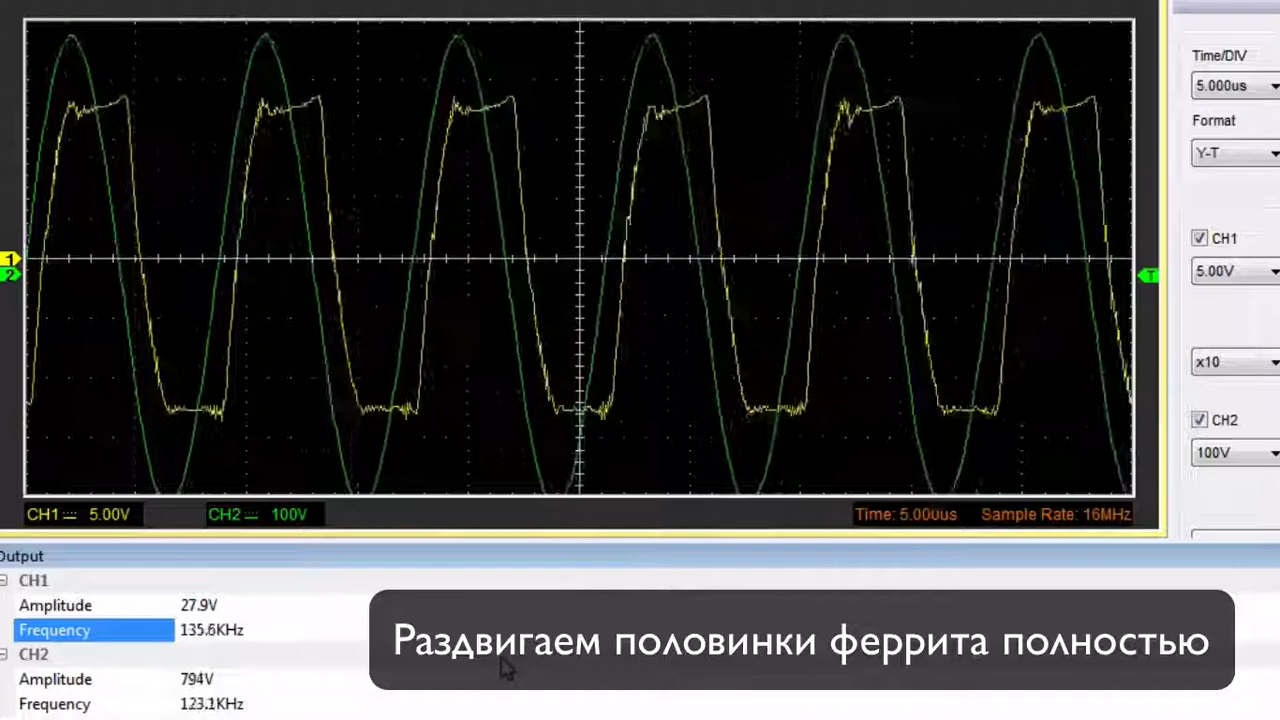 Time/DIV
5.000us
Format
Y-T
1
2
T
CH1
5.00V
x10
CH2
100V
CH1 5.00V CH2 100V Time: 5.000us Sample Rate: 16MHz
Output
CH1
Amplitude 27.9V
Frequency 135.6KHz
CH2
Amplitude 794V
Frequency 123.1KHz
Раздвигаем половинки феррита полностью